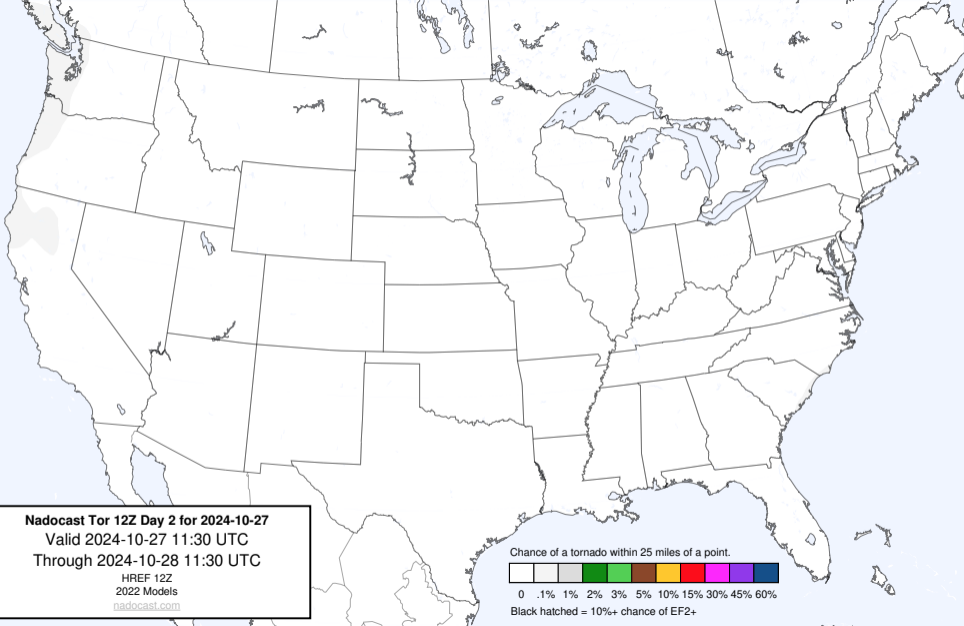 Nadocast Tor 12Z Day 2 for 2024-10-27
Valid 2024-10-27 11:30 UTC
Through 2024-10-28 11:30 UTC
HREF 12Z
2022 Models
nadocast.com
Chance of a tornado within 25 miles of a point.
0 .1% 1% 2% 3% 5% 10% 15% 30% 45% 60%
Black hatched = 10%+ chance of EF2+